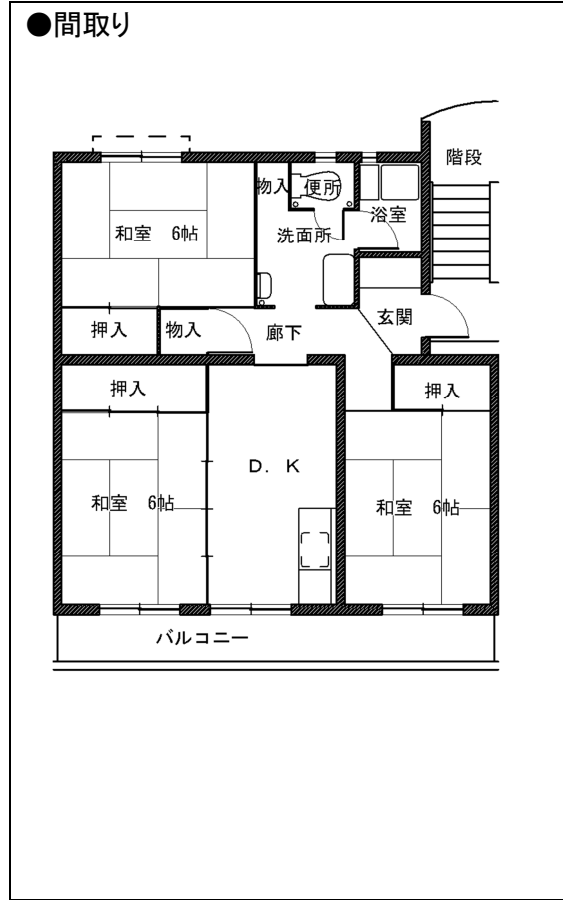 ●間取り
階段
物入
便所
浴室
和室　6帖
洗面所
玄関
押入
物入
廊下
押入
押入
D．K
和室　6帖
和室　6帖
バルコニー